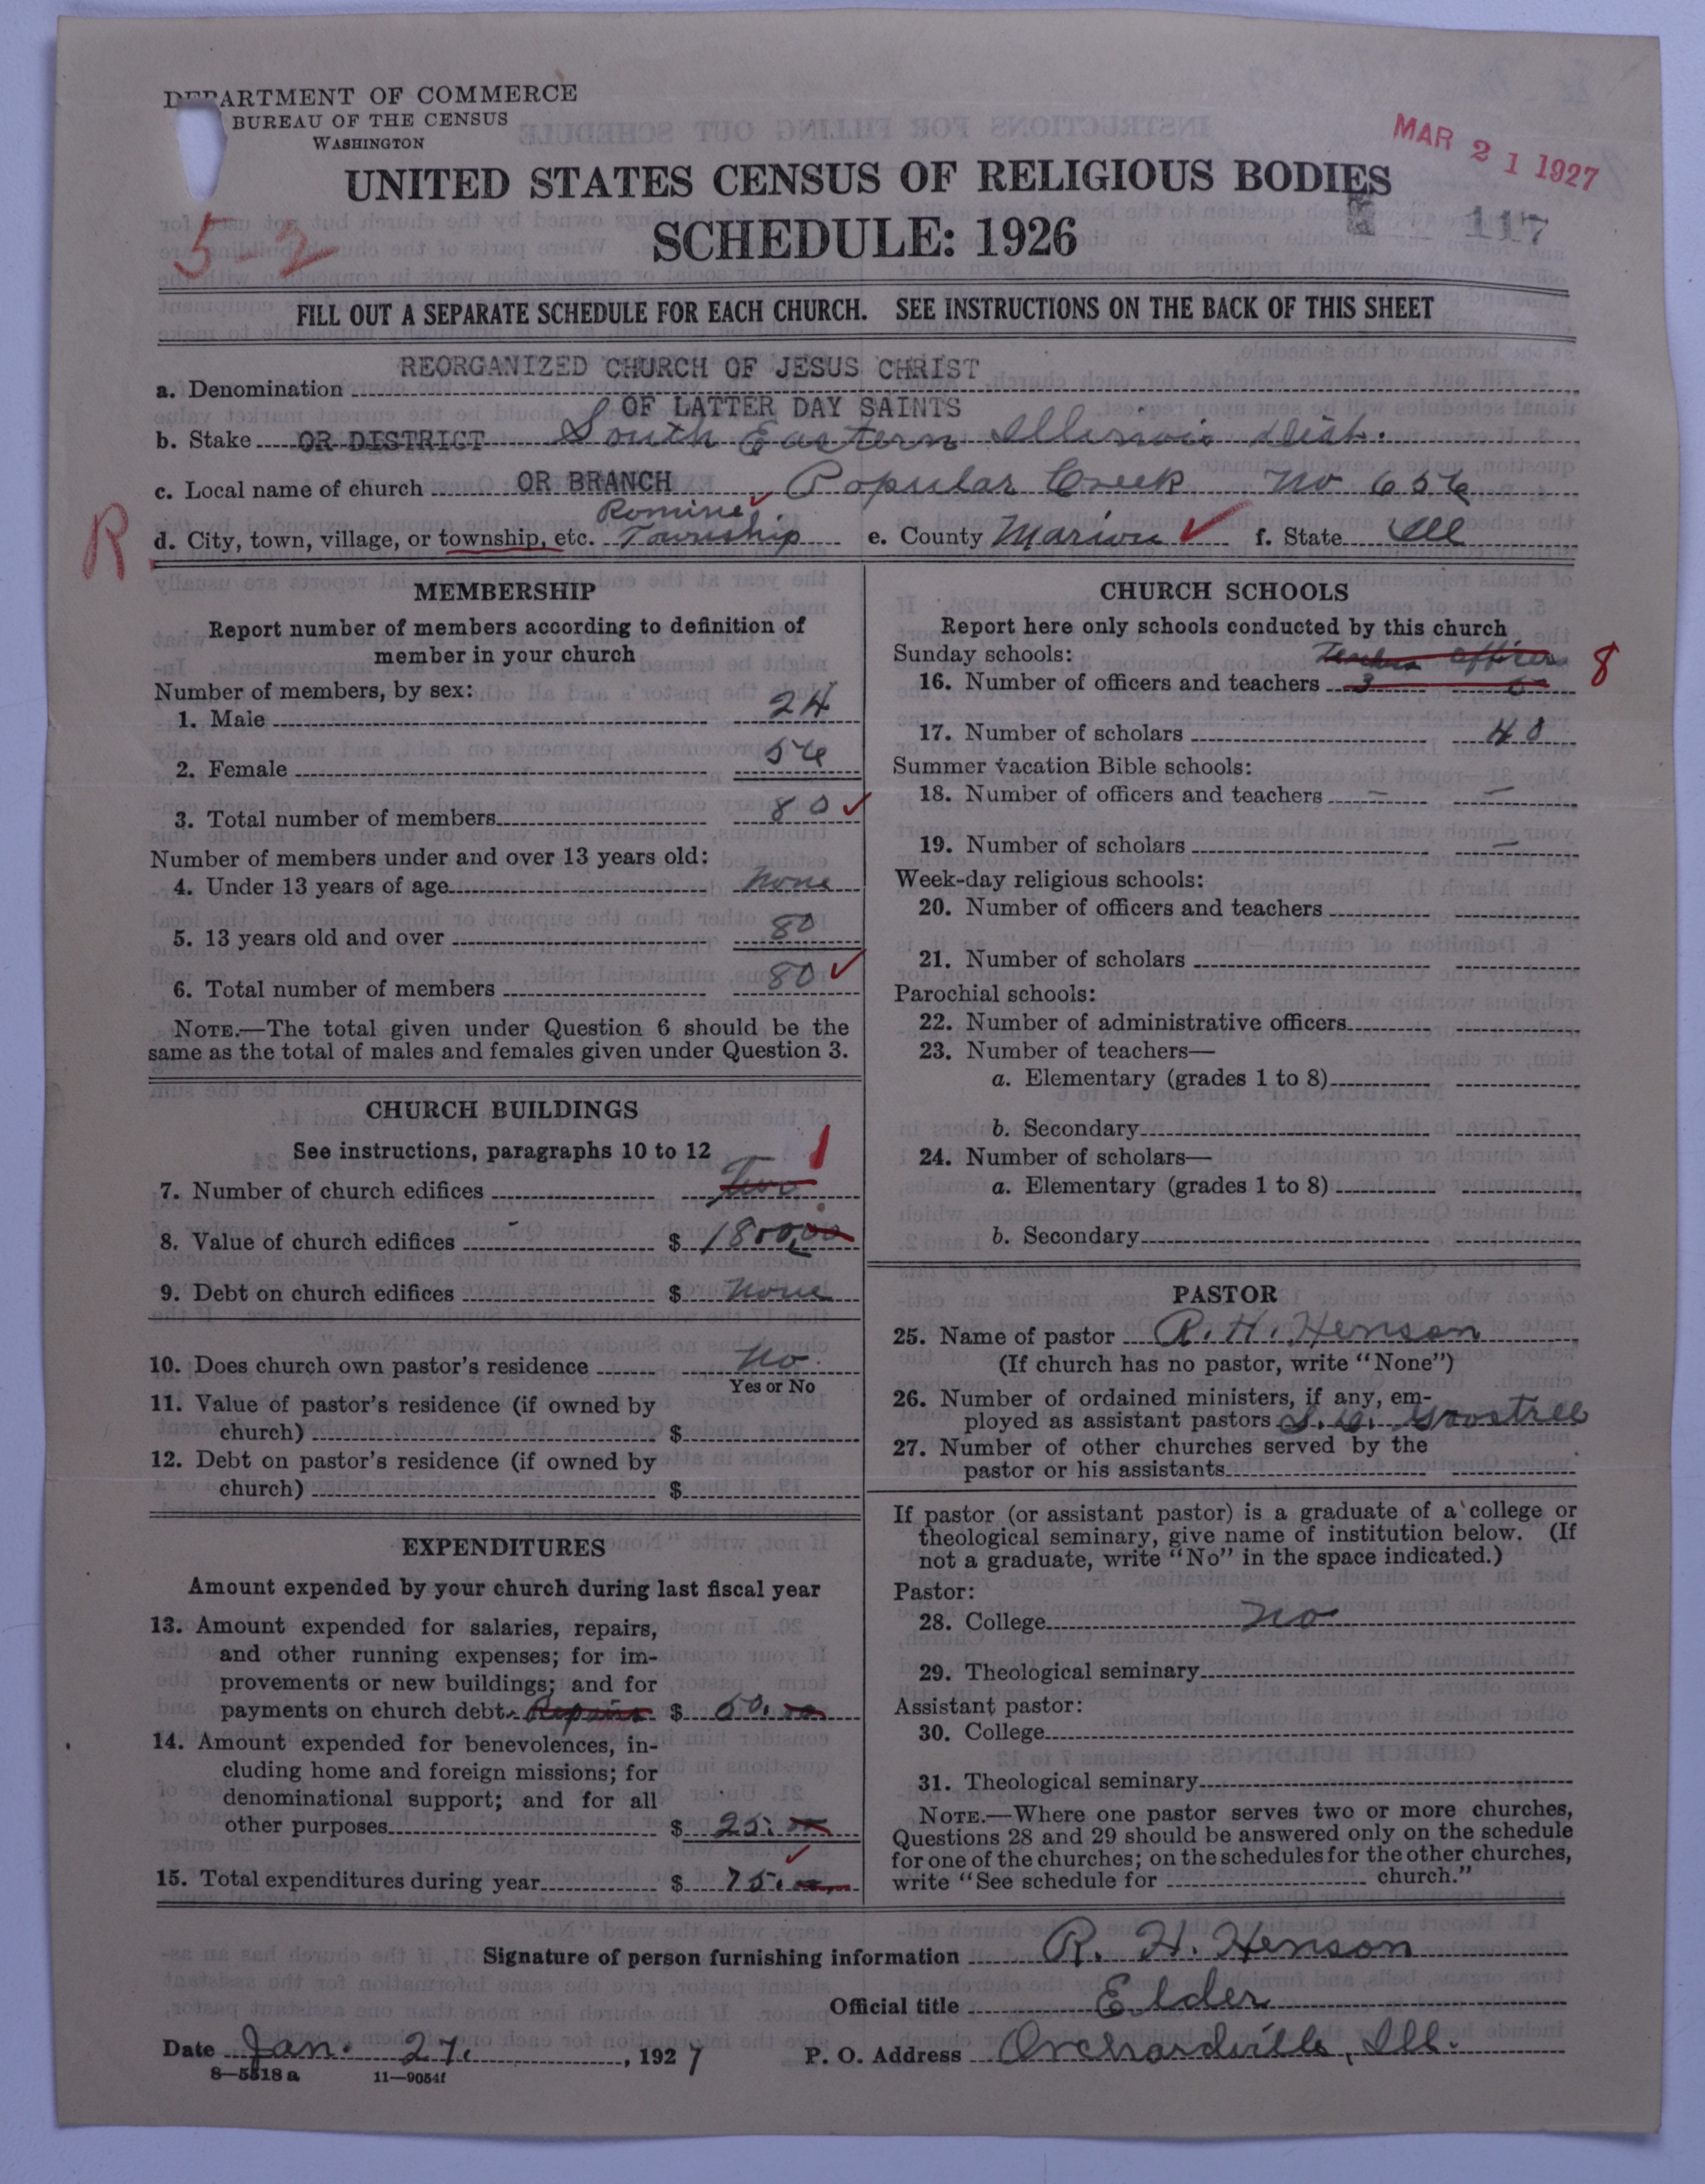 DEPARTMENT OF COMMERCE
BUREAU OF THE CENSUS
WASHINGTON
MAR 21 1927
UNITED STATES CENSUS OF RELIGIOUS BODIES
SCHEDULE: 1926
117
5-2
FILL OUT A SEPARATE SCHEDULE FOR EACH CHURCH. SEE INSTRUCTIONS ON THE BACK OF THIS SHEET
REORGANIZED CHURCH OF JESUS CHRIST
a. Denomination
OF LATTER DAY SAINTS
b. Stake OR DISTRICT South Eastern Illinois Dist.
c. Local name of church OR BRANCH Popular Creek No 656
R
Romine
d. City, town, village, or township, etc. Township e. County Marion f. State Ill
MEMBERSHIP
Report number of members according to definition of
member in your church
Number of members, by sex:
1. Male 24
2. Female 56
3. Total number of members 80
Number of members under and over 13 years old:
4. Under 13 years of age None
5. 13 years old and over 80
6. Total number of members 80
NOTE.—The total given under Question 6 should be the
same as the total of males and females given under Question 3.
CHURCH BUILDINGS
See instructions, paragraphs 10 to 12
1
7. Number of church edifices Two
8. Value of church edifices $ 1800.00
9. Debt on church edifices $ None
10. Does church own pastor's residence No.
Yes or No
11. Value of pastor's residence (if owned by
church) $
12. Debt on pastor's residence (if owned by
church) $
EXPENDITURES
Amount expended by your church during last fiscal year
13. Amount expended for salaries, repairs,
and other running expenses; for im-
provements or new buildings; and for
payments on church debt. Repairs $ 50.00
14. Amount expended for benevolences, in-
cluding home and foreign missions; for
denominational support; and for all
other purposes $ 25.00
15. Total expenditures during year $ 75.00
CHURCH SCHOOLS
Report here only schools conducted by this church
Sunday schools: Teachers Officers
16. Number of officers and teachers 3 5 8
17. Number of scholars 40
Summer vacation Bible schools:
18. Number of officers and teachers — —
19. Number of scholars —
Week-day religious schools:
20. Number of officers and teachers
21. Number of scholars
Parochial schools:
22. Number of administrative officers
23. Number of teachers—
a. Elementary (grades 1 to 8)
b. Secondary
24. Number of scholars—
a. Elementary (grades 1 to 8)
b. Secondary
PASTOR
25. Name of pastor R. H. Henson
(If church has no pastor, write "None")
26. Number of ordained ministers, if any, em-
ployed as assistant pastors
27. Number of other churches served by the
pastor or his assistants
If pastor (or assistant pastor) is a graduate of a college or
theological seminary, give name of institution below. (If
not a graduate, write "No" in the space indicated.)
Pastor:
28. College no
29. Theological seminary
Assistant pastor:
30. College
31. Theological seminary
NOTE.—Where one pastor serves two or more churches,
Questions 28 and 29 should be answered only on the schedule
for one of the churches; on the schedules for the other churches,
write "See schedule for church."
Signature of person furnishing information R. H. Henson
Official title Elder
Date Jan. 27, 1927 P. O. Address Orchardville, Ill.
8—5518a 11—9054f